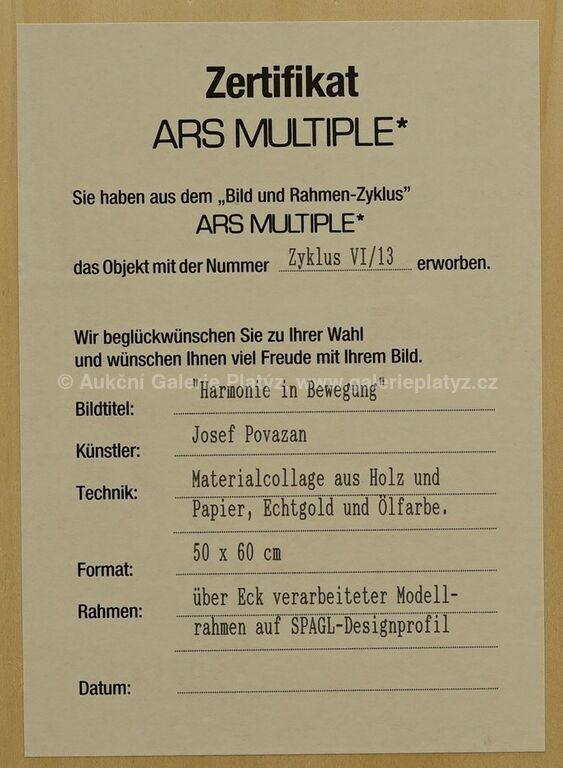 Zertifikat
ARS MULTIPLE*
Sie haben aus dem „Bild und Rahmen-Zyklus”
ARS MULTIPLE*
das Objekt mit der Nummer Zyklus VI/13 erworben.
Wir beglückwünschen Sie zu Ihrer Wahl
und wünschen Ihnen viel Freude mit Ihrem Bild.
© Aukční Galerie Platýz, www.galerieplatyz.cz
Bildtitel: "Harmonie in Bewegung"
Künstler: Josef Povazan
Technik: Materialcollage aus Holz und
Papier, Echtgold und Ölfarbe.
Format: 50 x 60 cm
Rahmen: über Eck verarbeiteter Modell-
rahmen auf SPAGL-Designprofil
Datum: